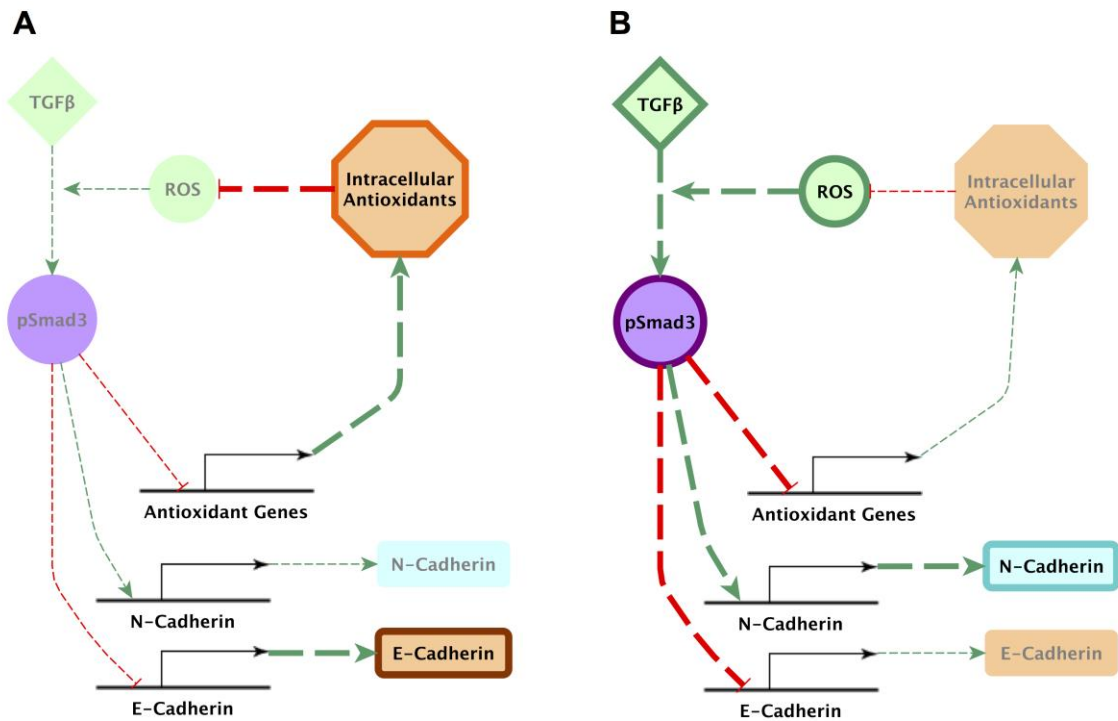 A
TGFβ
ROS
Intracellular
Antioxidants
pSmad3
Antioxidant Genes
N-Cadherin
N-Cadherin
E-Cadherin
E-Cadherin
B
TGFβ
ROS
Intracellular
Antioxidants
pSmad3
Antioxidant Genes
N-Cadherin
N-Cadherin
E-Cadherin
E-Cadherin